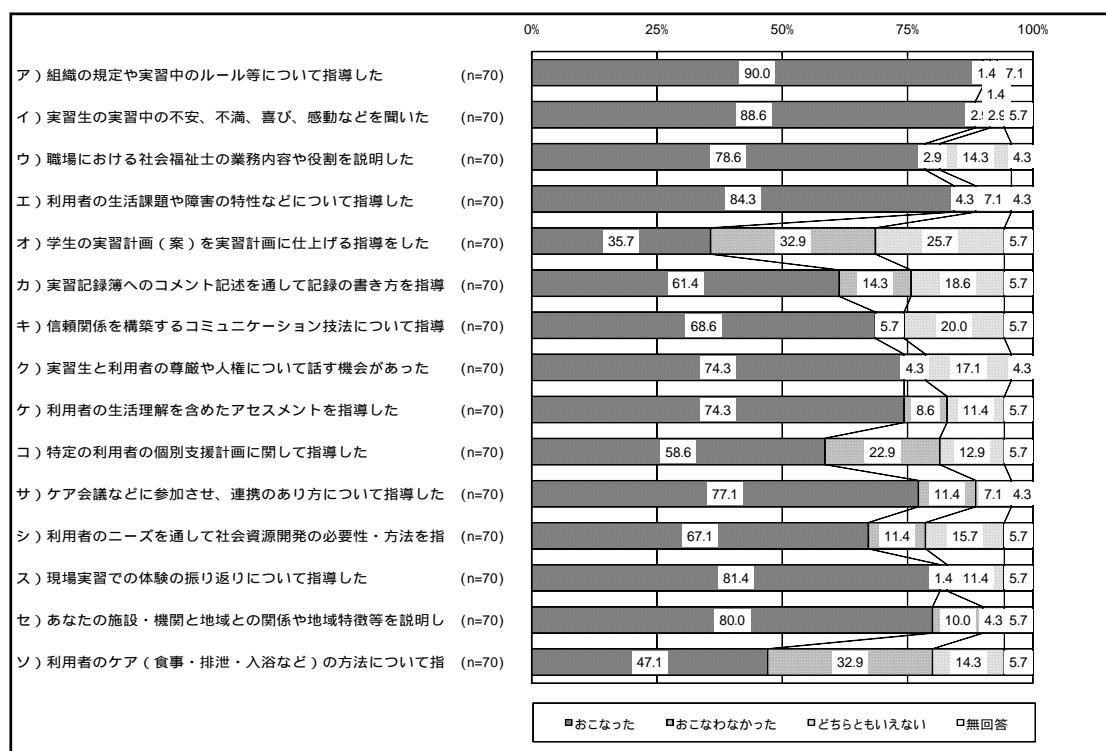 0% 25% 50% 75% 100%
ア）組織の規定や実習中のルール等について指導した (n=70) 90.0 1.4 7.1
1.4
イ）実習生の実習中の不安、不満、喜び、感動などを聞いた (n=70) 88.6 2.9 5.7
ウ）職場における社会福祉士の業務内容や役割を説明した (n=70) 78.6 2.9 14.3 4.3
エ）利用者の生活課題や障害の特性などについて指導した (n=70) 84.3 4.3 7.1 4.3
オ）学生の実習計画（案）を実習計画に仕上げる指導をした (n=70) 35.7 32.9 25.7 5.7
カ）実習記録簿へのコメント記述を通して記録の書き方を指導 (n=70) 61.4 14.3 18.6 5.7
キ）信頼関係を構築するコミュニケーション技法について指導 (n=70) 68.6 5.7 20.0 5.7
ク）実習生と利用者の尊厳や人権について話す機会があった (n=70) 74.3 4.3 17.1 4.3
ケ）利用者の生活理解を含めたアセスメントを指導した (n=70) 74.3 8.6 11.4 5.7
コ）特定の利用者の個別支援計画に関して指導した (n=70) 58.6 22.9 12.9 5.7
サ）ケア会議などに参加させ、連携のあり方について指導した (n=70) 77.1 11.4 7.1 4.3
シ）利用者のニーズを通して社会資源開発の必要性・方法を指 (n=70) 67.1 11.4 15.7 5.7
ス）現場実習での体験の振り返りについて指導した (n=70) 81.4 1.4 11.4 5.7
セ）あなたの施設・機関と地域との関係や地域特徴等を説明し (n=70) 80.0 10.0 4.3 5.7
ソ）利用者のケア（食事・排泄・入浴など）の方法について指 (n=70) 47.1 32.9 14.3 5.7
おこなった おこなわなかった どちらともいえない 無回答